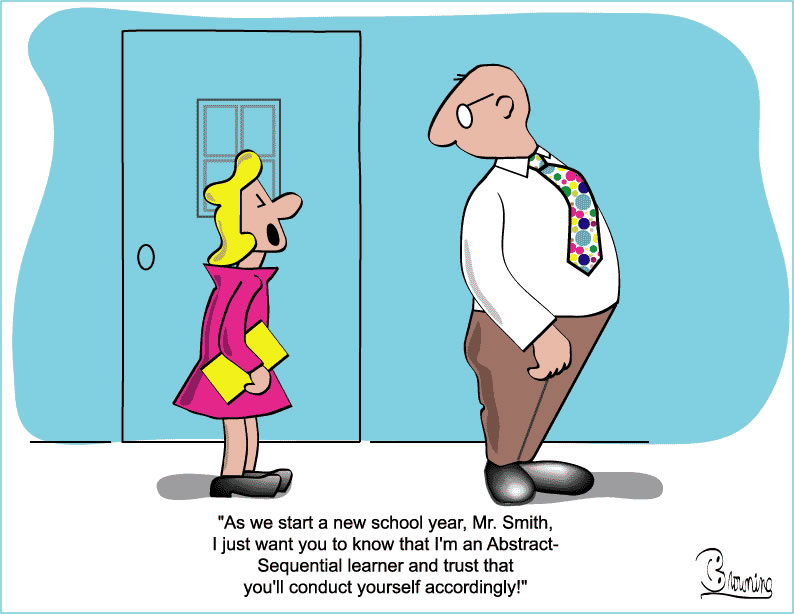 "As we start a new school year, Mr. Smith,
I just want you to know that I'm an Abstract-
Sequential learner and trust that
you'll conduct yourself accordingly!"
Browning